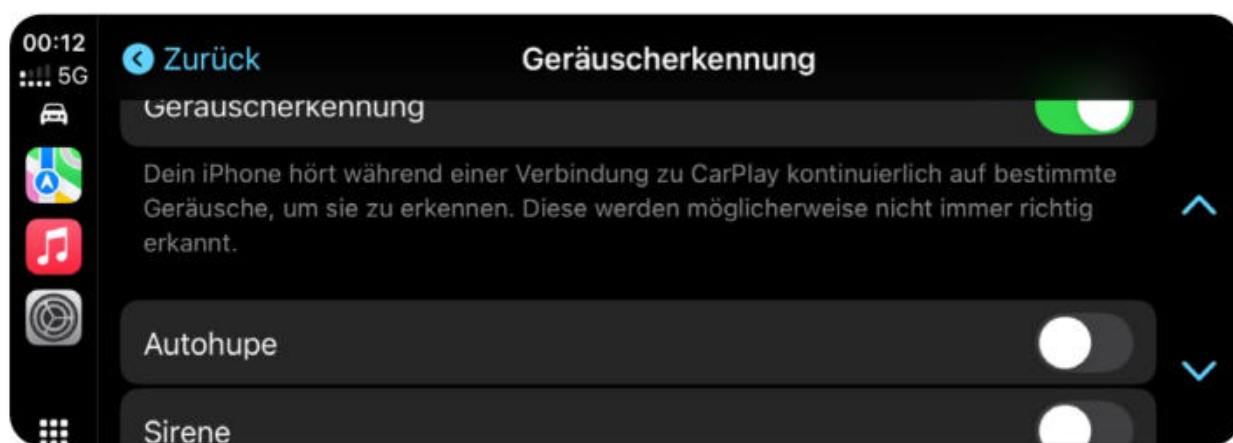 00:12
5G
Zurück
Geräuscherkennung
Geräuscherkennung
Dein iPhone hört während einer Verbindung zu CarPlay kontinuierlich auf bestimmte
Geräusche, um sie zu erkennen. Diese werden möglicherweise nicht immer richtig
erkannt.
Autohupe
Sirene